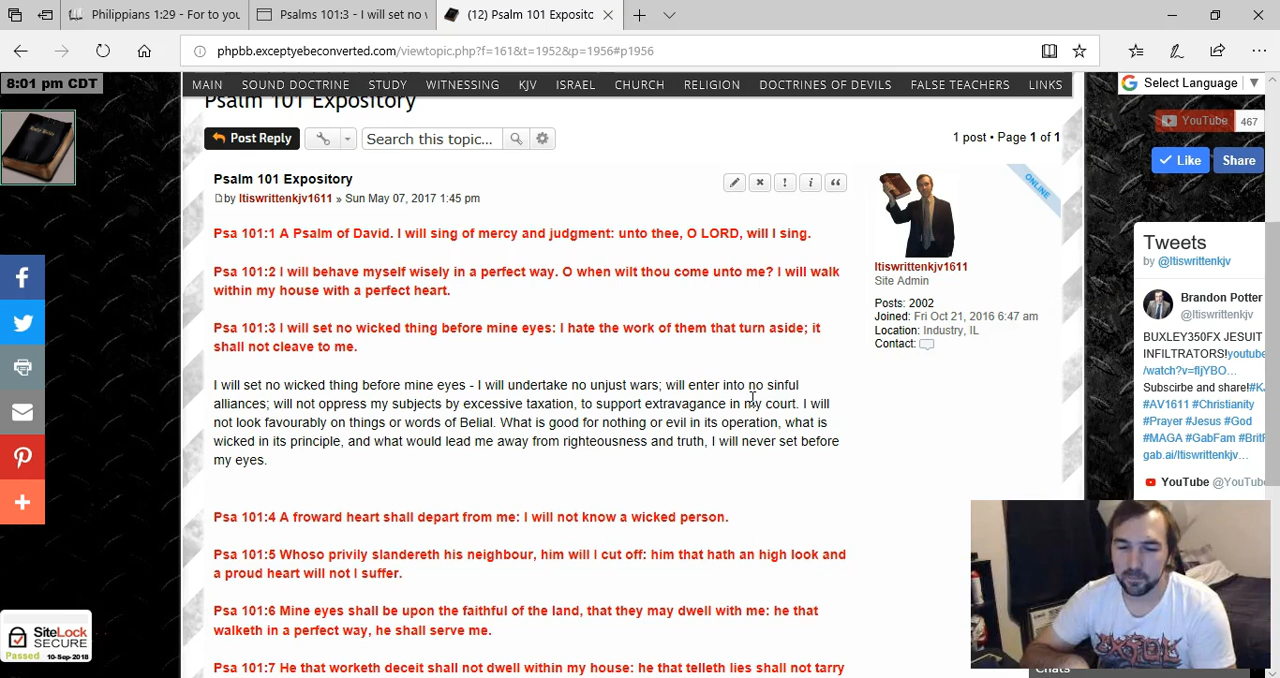 Philippians 1:29 - For to you
Psalms 101:3 - I will set no w
(12) Psalm 101 Exposito
phpbb.exceptyebeconverted.com/viewtopic.php?f=161&t=1952&p=1956#p1956
8:01 pm CDT
MAIN SOUND DOCTRINE STUDY WITNESSING KJV ISRAEL CHURCH RELIGION DOCTRINES OF DEVILS FALSE TEACHERS LINKS
Select Language
Psalm 101 Expository
YouTube 467
Post Reply
Search this topic...
1 post • Page 1 of 1
Like Share
Psalm 101 Expository
by Itiswrittenkjv1611 » Sun May 07, 2017 1:45 pm
ONLINE
Psa 101:1 A Psalm of David. I will sing of mercy and judgment: unto thee, O LORD, will I sing.
Psa 101:2 I will behave myself wisely in a perfect way. O when wilt thou come unto me? I will walk
within my house with a perfect heart.
Psa 101:3 I will set no wicked thing before mine eyes: I hate the work of them that turn aside; it
shall not cleave to me.
I will set no wicked thing before mine eyes - I will undertake no unjust wars; will enter into no sinful
alliances; will not oppress my subjects by excessive taxation, to support extravagance in my court. I will
not look favourably on things or words of Belial. What is good for nothing or evil in its operation, what is
wicked in its principle, and what would lead me away from righteousness and truth, I will never set before
my eyes.
Psa 101:4 A froward heart shall depart from me: I will not know a wicked person.
Psa 101:5 Whoso privily slandereth his neighbour, him will I cut off: him that hath an high look and
a proud heart will not I suffer.
Psa 101:6 Mine eyes shall be upon the faithful of the land, that they may dwell with me: he that
walketh in a perfect way, he shall serve me.
Psa 101:7 He that worketh deceit shall not dwell within my house: he that telleth lies shall not tarry
Itiswrittenkjv1611
Site Admin
Posts: 2002
Joined: Fri Oct 21, 2016 6:47 am
Location: Industry, IL
Contact:
Tweets
by @Itiswrittenkjv
Brandon Potter
@Itiswrittenkjv
BUXLEY350FX JESUIT
INFILTRATORS!youtube
/watch?v=fljYBO...
Subscirbe and share!#K
#AV1611 #Christianity
#Prayer #Jesus #God
#MAGA #GabFam #BritF
gab.ai/Itiswrittenkjv...
YouTube @YouTube
SiteLock
SECURE
Passed 10-Sep-2018
Chats